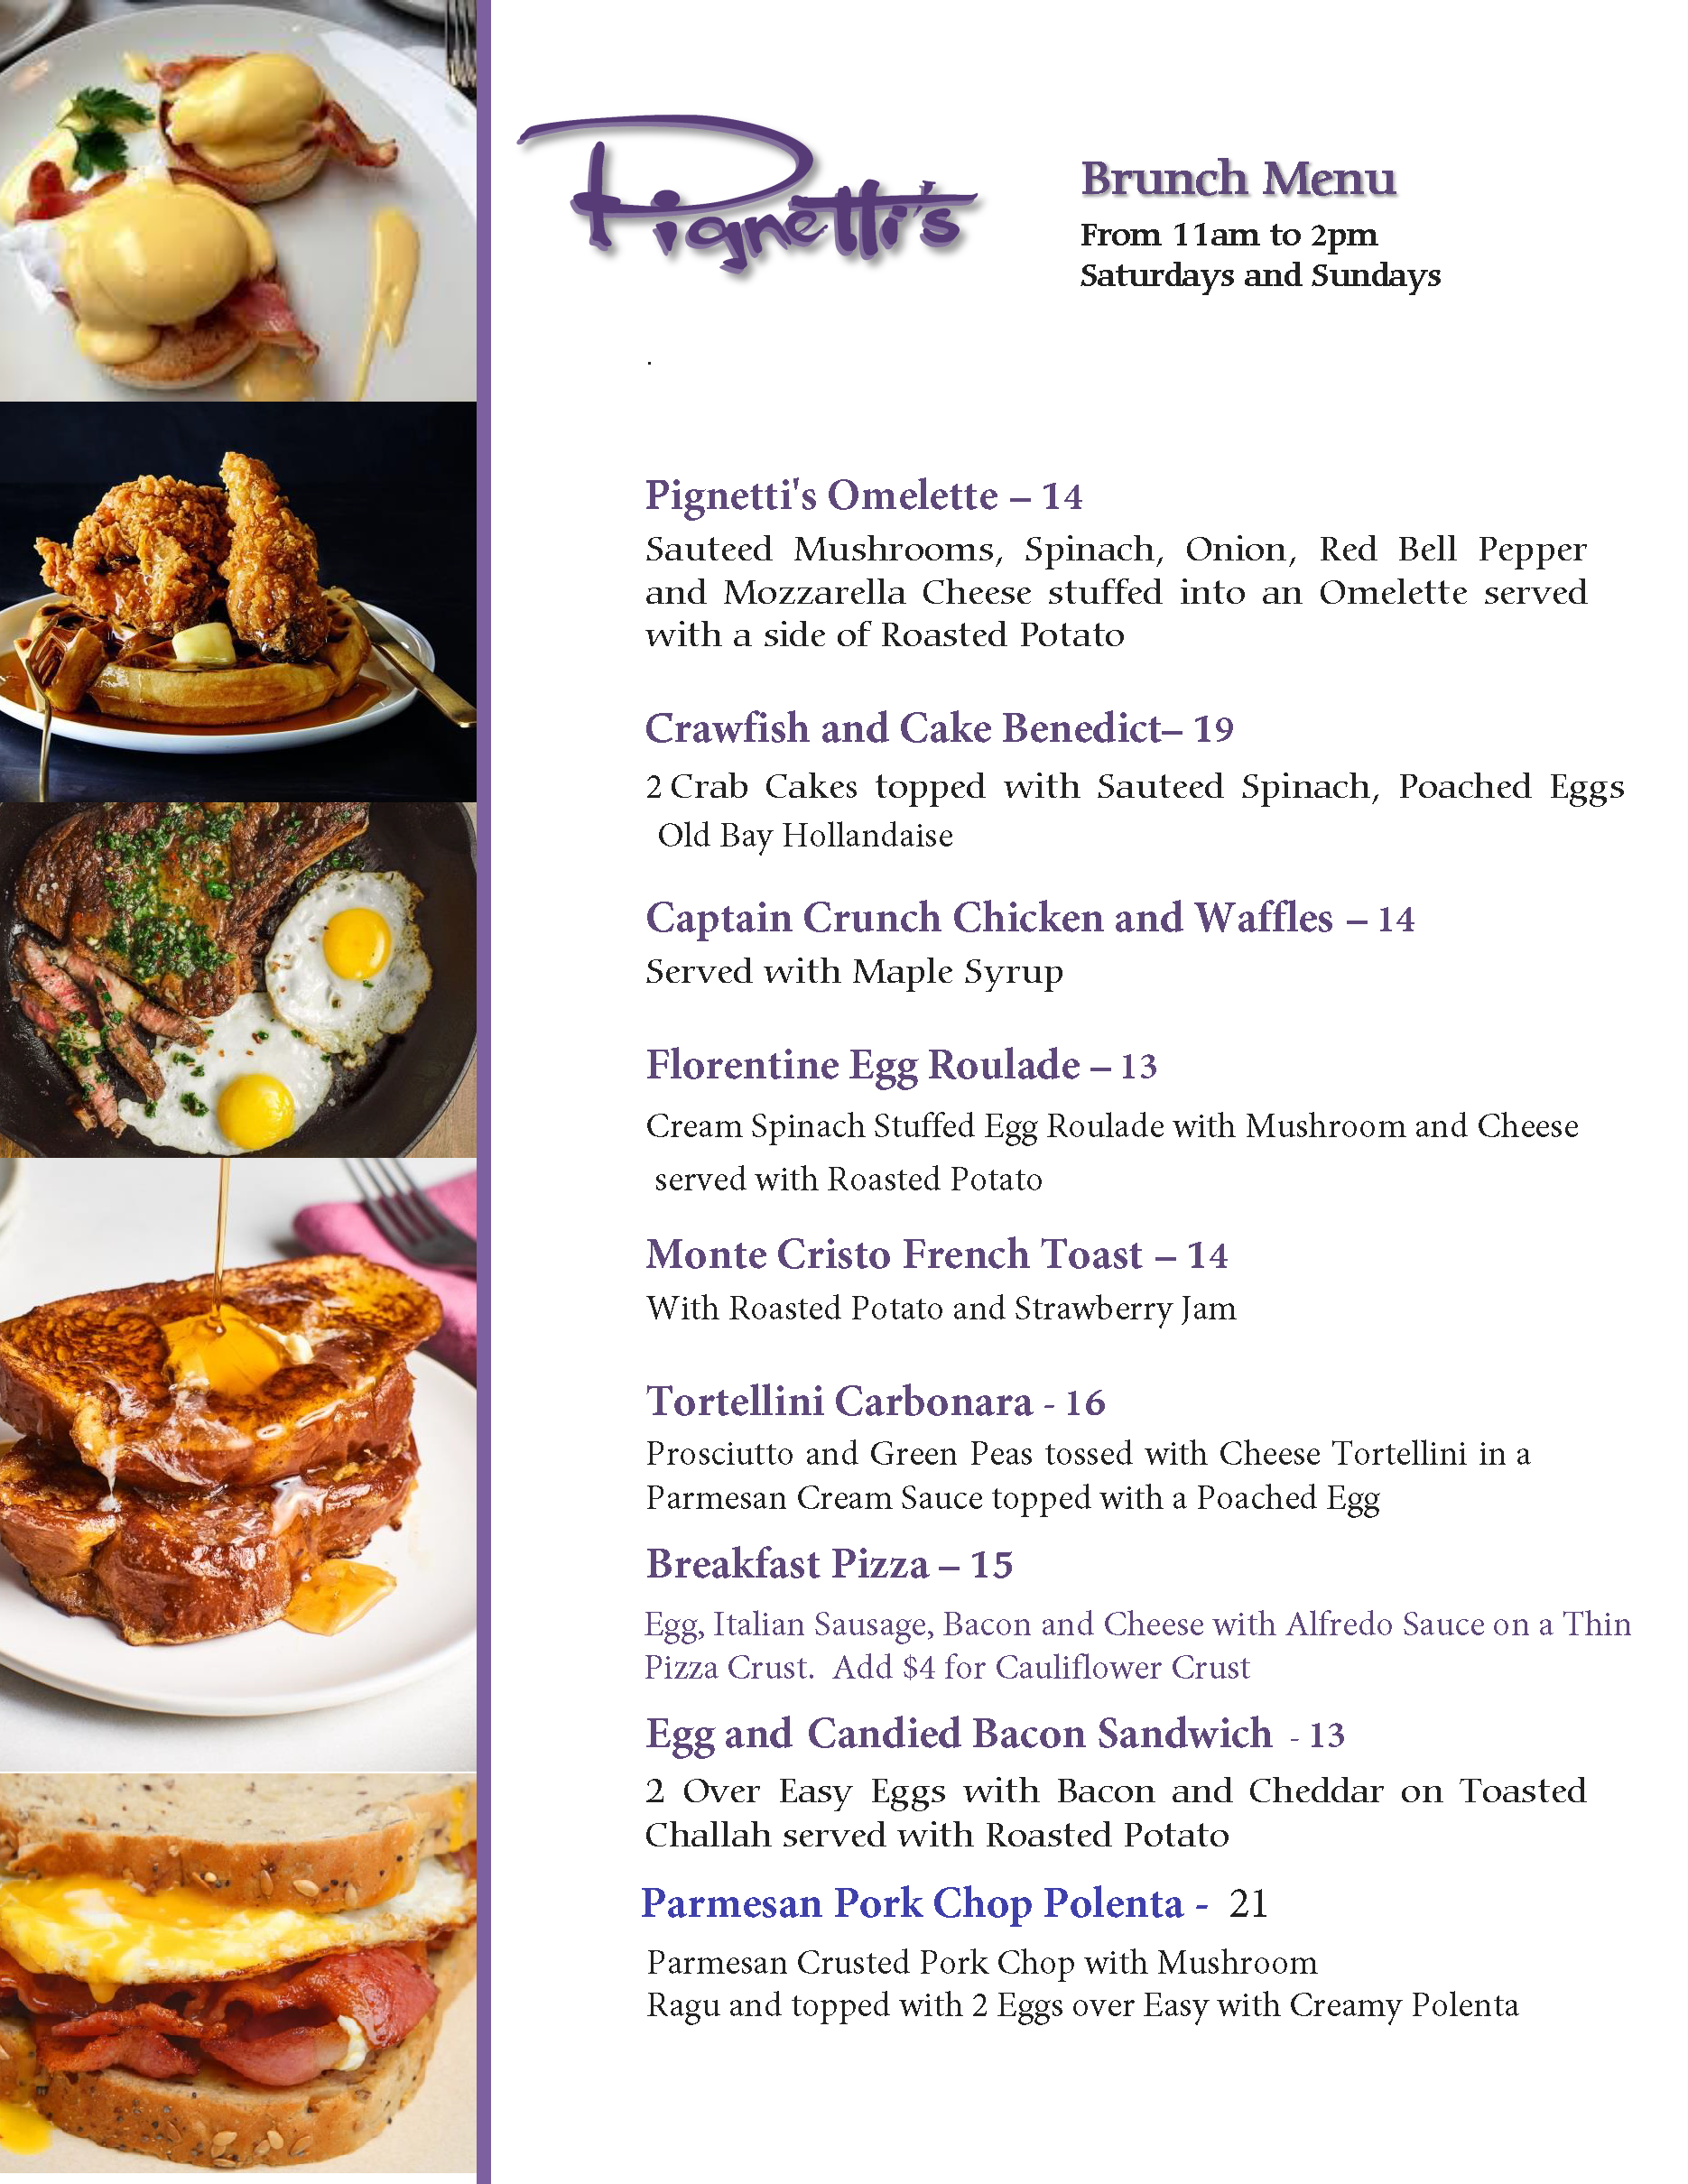 Pignetti's
Brunch Menu
From 11am to 2pm
Saturdays and Sundays
.
Pignetti's Omelette – 14
Sauteed Mushrooms, Spinach, Onion, Red Bell Pepper
and Mozzarella Cheese stuffed into an Omelette served
with a side of Roasted Potato
Crawfish and Cake Benedict– 19
2 Crab Cakes topped with Sauteed Spinach, Poached Eggs
Old Bay Hollandaise
Captain Crunch Chicken and Waffles – 14
Served with Maple Syrup
Florentine Egg Roulade – 13
Cream Spinach Stuffed Egg Roulade with Mushroom and Cheese
served with Roasted Potato
Monte Cristo French Toast – 14
With Roasted Potato and Strawberry Jam
Tortellini Carbonara - 16
Prosciutto and Green Peas tossed with Cheese Tortellini in a
Parmesan Cream Sauce topped with a Poached Egg
Breakfast Pizza – 15
Egg, Italian Sausage, Bacon and Cheese with Alfredo Sauce on a Thin
Pizza Crust. Add $4 for Cauliflower Crust
Egg and Candied Bacon Sandwich - 13
2 Over Easy Eggs with Bacon and Cheddar on Toasted
Challah served with Roasted Potato
Parmesan Pork Chop Polenta - 21
Parmesan Crusted Pork Chop with Mushroom
Ragu and topped with 2 Eggs over Easy with Creamy Polenta